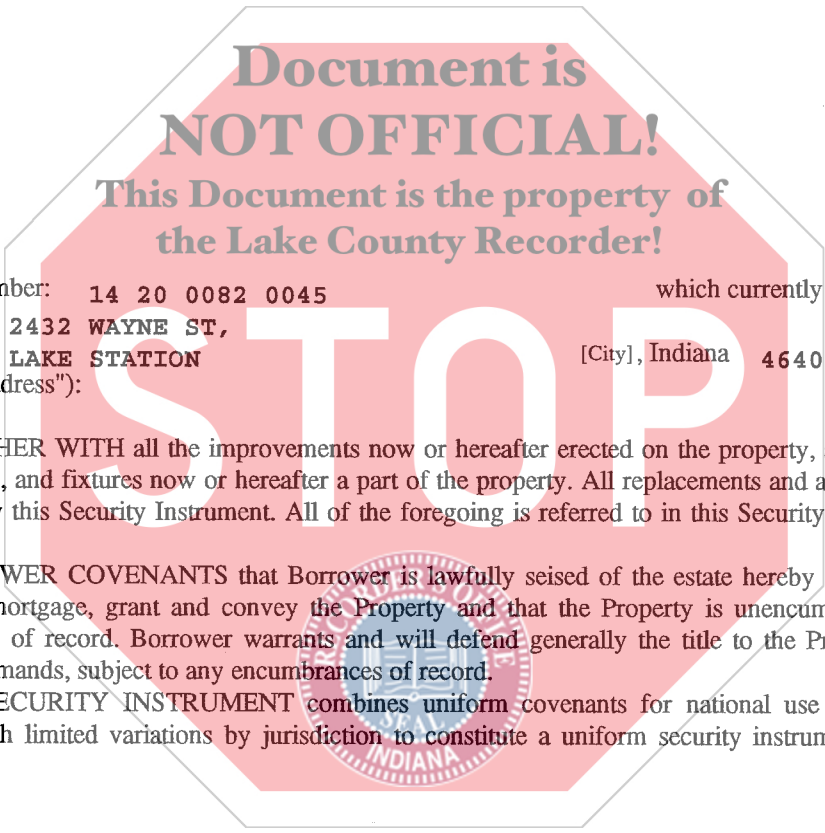 Document is
NOT OFFICIAL!
This Document is the property of
the Lake County Recorder!
nber: 14 20 0082 0045 which currently
2432 WAYNE ST,
LAKE STATION [City], Indiana 4640
dress"):
STOP
HER WITH all the improvements now or hereafter erected on the property,
, and fixtures now or hereafter a part of the property. All replacements and a
this Security Instrument. All of the foregoing is referred to in this Security
WER COVENANTS that Borrower is lawfully seised of the estate hereby
nortgage, grant and convey the Property and that the Property is unencum
of record. Borrower warrants and will defend generally the title to the Pr
mands, subject to any encumbrances of record.
ECURITY INSTRUMENT combines uniform covenants for national use
h limited variations by jurisdiction to constitute a uniform security instrum
SEAL
INDIANA